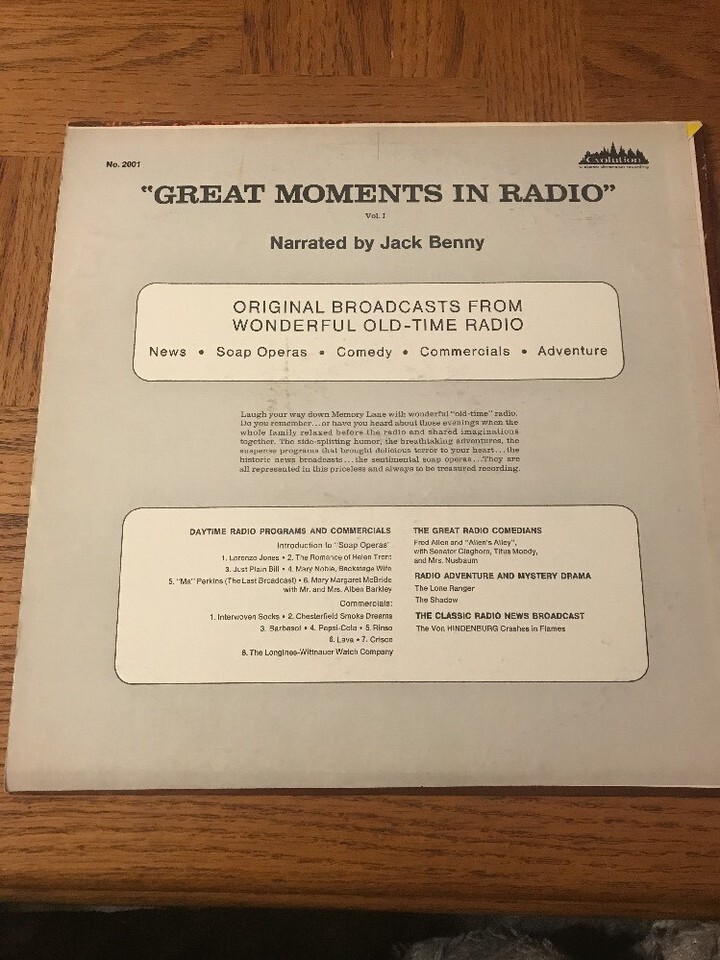 No. 2001
Evolution
"GREAT MOMENTS IN RADIO"
Vol. I
Narrated by Jack Benny
ORIGINAL BROADCASTS FROM
WONDERFUL OLD-TIME RADIO
News • Soap Operas • Comedy • Commercials • Adventure
Laugh your way down Memory Lane with wonderful "old-time" radio.
Do you remember...or have you heard about those evenings when the
whole family relaxed before the radio and shared imaginations
together. The side-splitting humor, the breathtaking adventures, the
suspense programs that brought delicious terror to your heart...the
historic news broadcasts...the sentimental soap operas...They are
all represented in this priceless and always to be treasured recording.
DAYTIME RADIO PROGRAMS AND COMMERCIALS
Introduction to "Soap Operas"
1. Lorenzo Jones • 2. The Romance of Helen Trent
3. Just Plain Bill • 4. Mary Noble, Backstage Wife
5. "Ma" Perkins (The Last Broadcast) • 6. Mary Margaret McBride
with Mr. and Mrs. Alben Barkley
Commercials:
1. Interwoven Socks • 2. Chesterfield Smoke Dreams
3. Barbasol • 4. Pepsi-Cola • 5. Rinso
6. Lava • 7. Crisco
8. The Longines-Wittnauer Watch Company
THE GREAT RADIO COMEDIANS
Fred Allen and "Allen's Alley",
with Senator Claghorn, Titus Moody,
and Mrs. Nusbaum
RADIO ADVENTURE AND MYSTERY DRAMA
The Lone Ranger
The Shadow
THE CLASSIC RADIO NEWS BROADCAST
The Von HINDENBURG Crashes in Flames